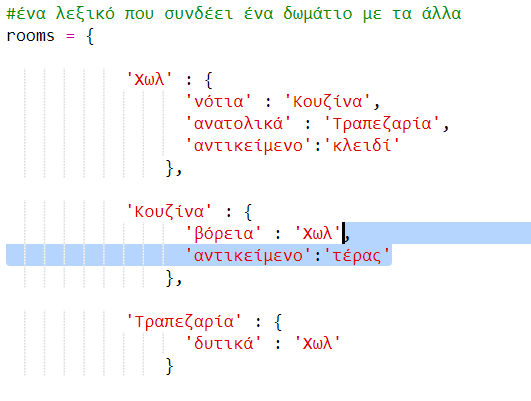 #ένα λεξικό που συνδέει ένα δωμάτιο με τα άλλα
rooms = {
'Χωλ' : {
'νότια' : 'Κουζίνα',
'ανατολικά' : 'Τραπεζαρία',
'αντικείμενο':'κλειδί'
},
'Κουζίνα' : {
'βόρεια' : 'Χωλ',
'αντικείμενο':'τέρας'
},
'Τραπεζαρία' : {
'δυτικά' : 'Χωλ'
}